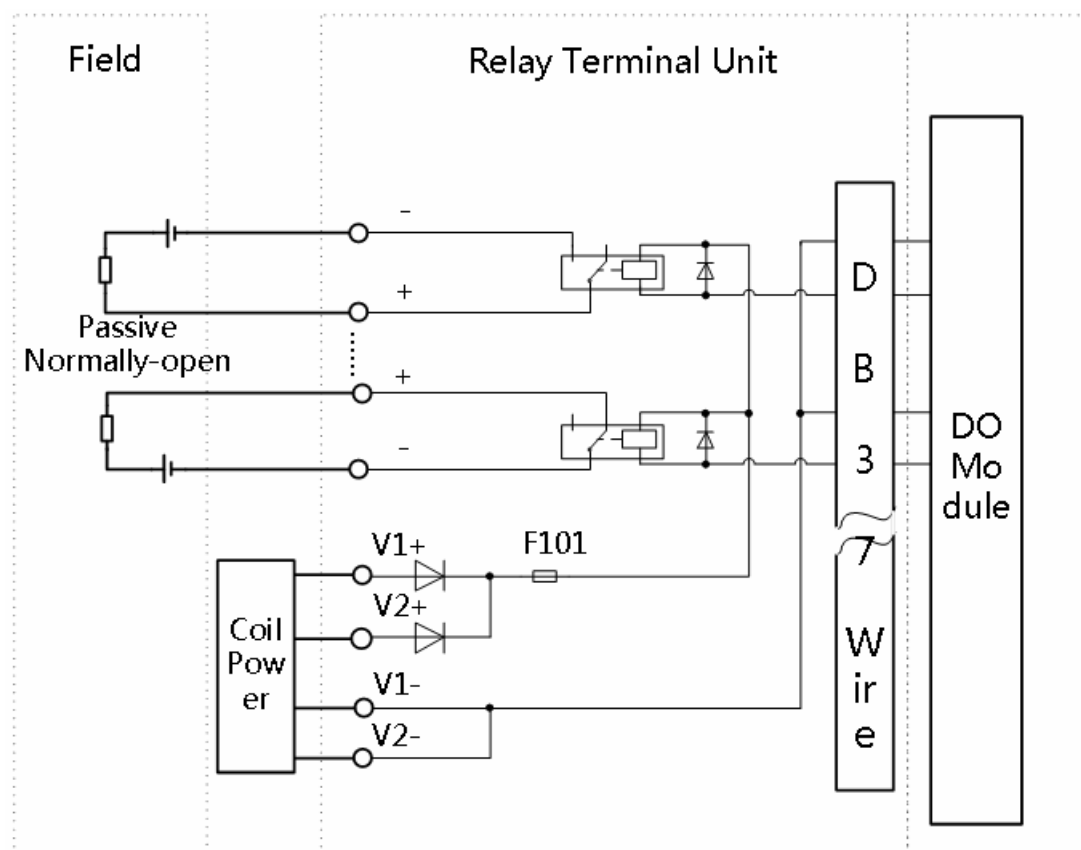 Field
Relay Terminal Unit
-
+
Passive
Normally-open
+
-
D
B
3
7
W
ir
e
DO
Mo
dule
V1+
F101
V2+
Coil
Pow
er
V1-
V2-